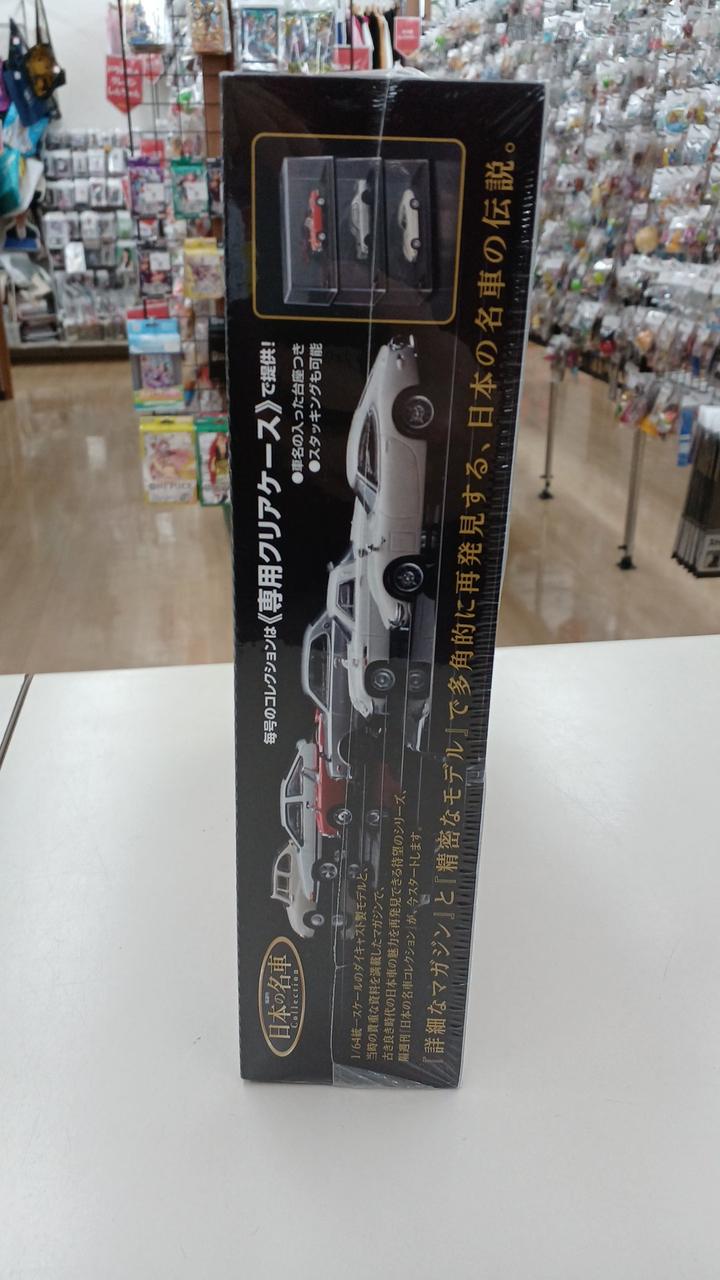 『詳細なマガジン』と『精密なモデル』で多角的に再発見する、日本の名車の伝説。
毎号のコレクションは《専用クリアケース》で提供!
●車名の入った台座つき
●スタッキングも可能
日本の名車
Collection
1/64統一スケールのダイキャスト製モデルと、
当時の貴重な資料を満載したマガジンで、
古き良き時代の日本車の魅力を再発見できる待望のシリーズ、
隔週刊「日本の名車コレクション」が、今スタートします。